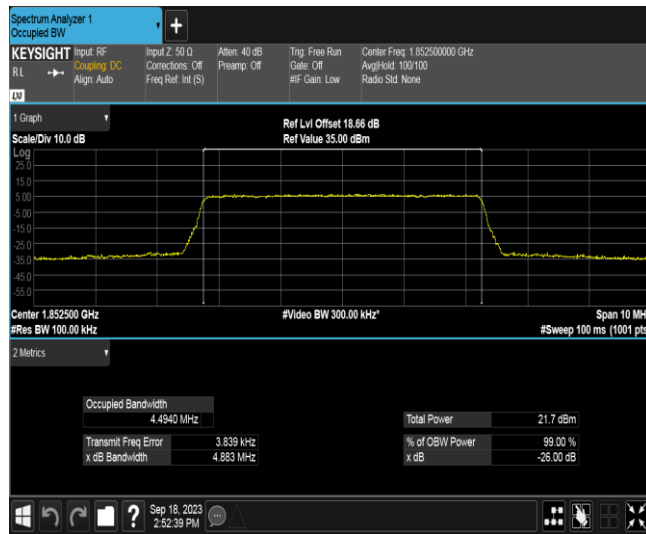 Spectrum Analyzer 1
Occupied BW
+
KEYSIGHT
RL
LXI
Input: RF
Coupling: DC
Align: Auto
Input Z: 50 Ω
Corrections: Off
Freq Ref: Int (S)
Atten: 40 dB
Preamp: Off
Trig: Free Run
Gate: Off
#IF Gain: Low
Center Freq: 1.852500000 GHz
Avg|Hold: 100/100
Radio Std: None
1 Graph
Ref Lvl Offset 18.66 dB
Scale/Div 10.0 dB
Ref Value 35.00 dBm
Log
25.0
15.0
5.00
-5.00
-15.0
-25.0
-35.0
-45.0
-55.0
Center 1.852500 GHz
#Video BW 300.00 kHz*
Span 10 MH
#Res BW 100.00 kHz
#Sweep 100 ms (1001 pts
2 Metrics
Occupied Bandwidth
4.4940 MHz
Total Power 21.7 dBm
Transmit Freq Error 3.839 kHz
% of OBW Power 99.00 %
x dB Bandwidth 4.883 MHz
x dB -26.00 dB
?
Sep 18, 2023
2:52:39 PM